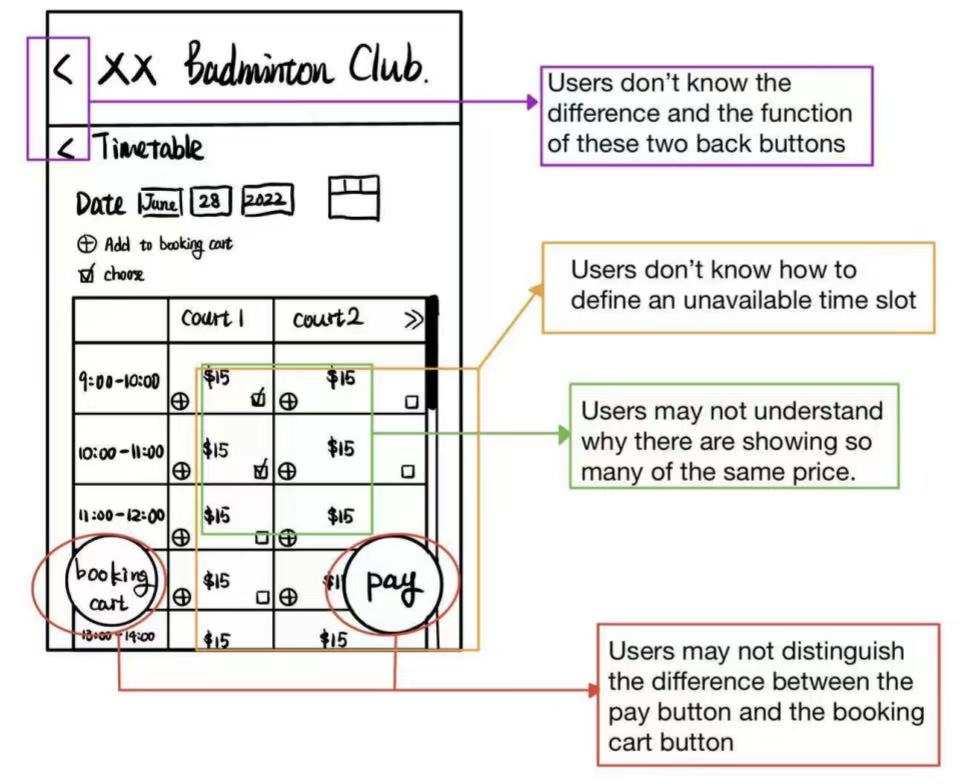 < XX Badminton Club.
< Timetable
Date June 28 2022
⊕ Add to booking cart
☑ choose
Court 1 court 2 >>
9:00-10:00 $15 $15
10:00-11:00 $15 $15
11:00-12:00 $15 $15
booking
cart
$15 $1
pay
13:00-14:00 $15 $15
Users don't know the
difference and the function
of these two back buttons
Users don't know how to
define an unavailable time slot
Users may not understand
why there are showing so
many of the same price.
Users may not distinguish
the difference between the
pay button and the booking
cart button